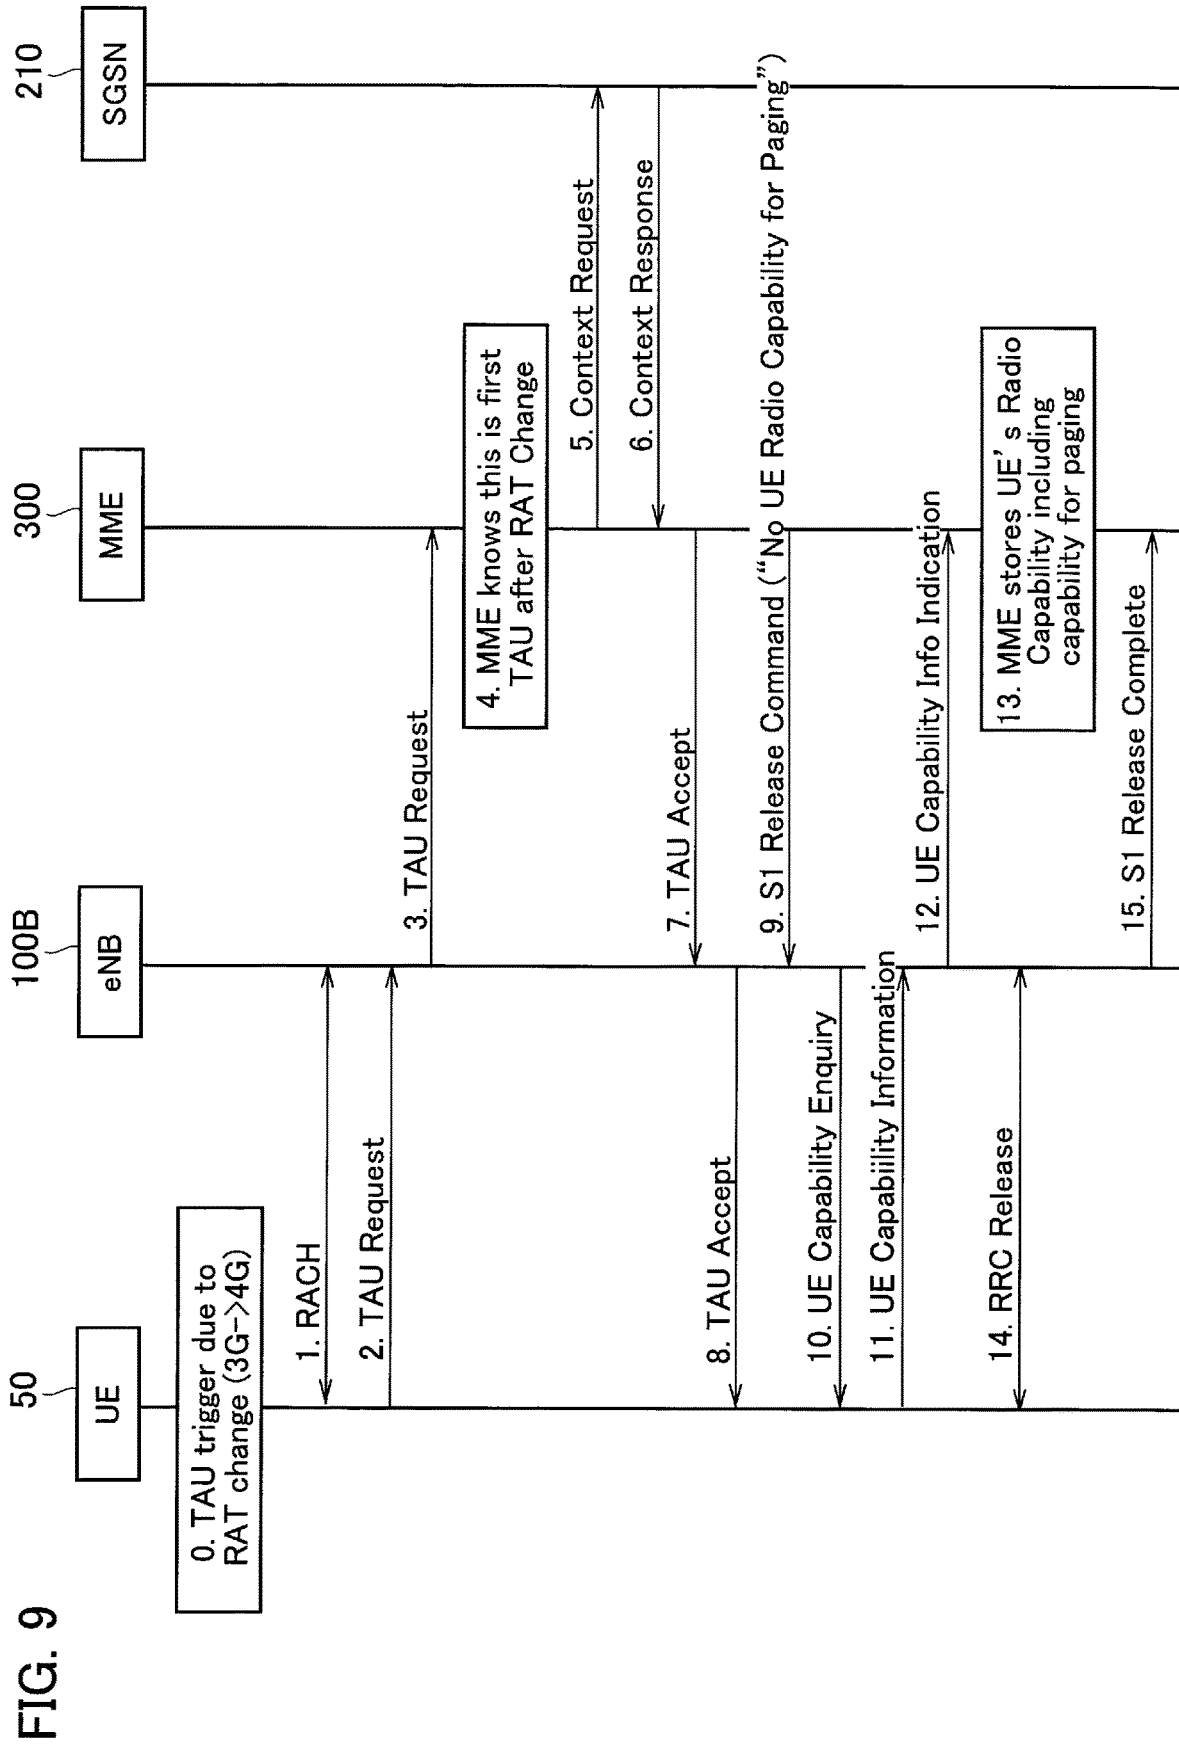 FIG. 9
50
UE
100B
eNB
300
MME
210
SGSN
0. TAU trigger due to
RAT change (3G->4G)
1. RACH
2. TAU Request
3. TAU Request
4. MME knows this is first
TAU after RAT Change
5. Context Request
6. Context Response
7. TAU Accept
8. TAU Accept
9. S1 Release Command (“No UE Radio Capability for Paging”)
10. UE Capability Enquiry
11. UE Capabiility Information
12. UE Capability Info Indication
13. MME stores UE’s Radio
Capability including
capability for paging
14. RRC Release
15. S1 Release Complete